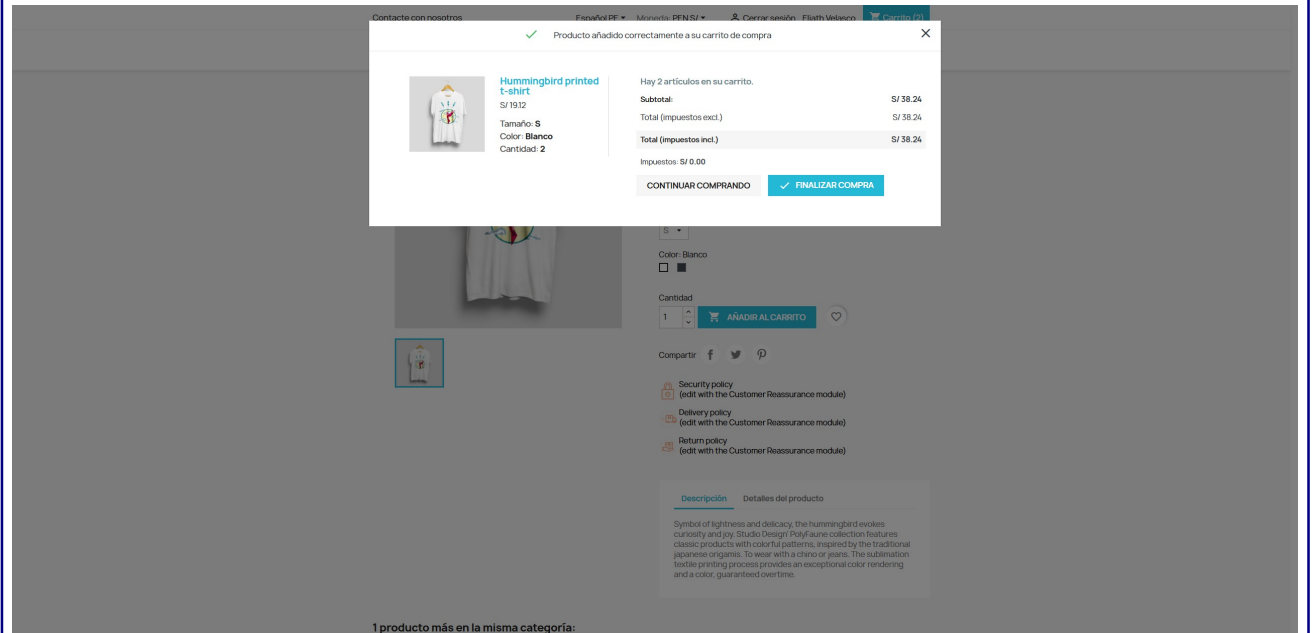 Contacte con nosotros
Español PE
Moneda: PEN S/
Cerrar sesión
Eliath Velasco
Carrito (2)
Producto añadido correctamente a su carrito de compra
Hummingbird printed
t-shirt
S/ 19.12
Tamaño: S
Color: Blanco
Cantidad: 2
Hay 2 artículos en su carrito.
Subtotal: S/ 38.24
Total (impuestos excl.) S/ 38.24
Total (impuestos incl.) S/ 38.24
Impuestos: S/ 0.00
CONTINUAR COMPRANDO
FINALIZAR COMPRA
S
Color: Blanco
Cantidad
1
AÑADIR AL CARRITO
Compartir
Security policy
(edit with the Customer Reassurance module)
Delivery policy
(edit with the Customer Reassurance module)
Return policy
(edit with the Customer Reassurance module)
Descripción Detalles del producto
Symbol of lightness and delicacy, the hummingbird evokes
curiosity and joy. Studio Design' PolyFaune collection features
classic products with colorful patterns, inspired by the traditional
japanese origamis. To wear with a chino or jeans. The sublimation
textile printing process provides an exceptional color rendering
and a color, guaranteed overtime.
1 producto más en la misma categoría: